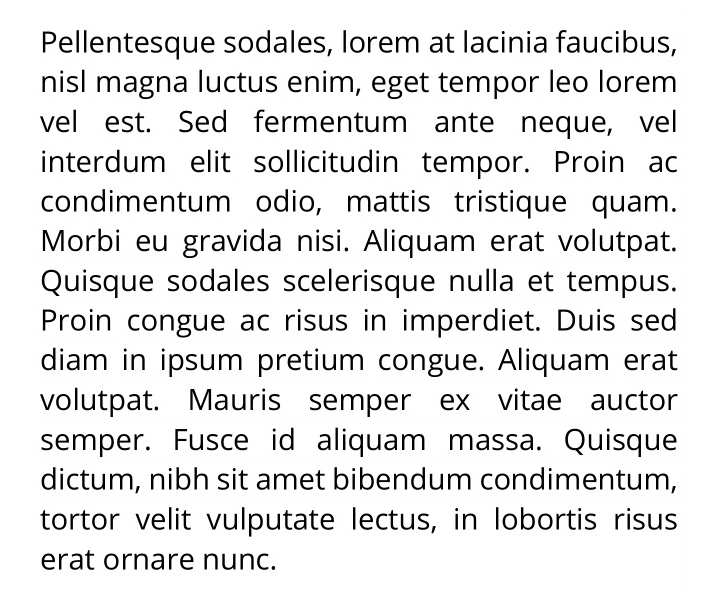 Pellentesque sodales, lorem at lacinia faucibus,
nisl magna luctus enim, eget tempor leo lorem
vel est. Sed fermentum ante neque, vel
interdum elit sollicitudin tempor. Proin ac
condimentum odio, mattis tristique quam.
Morbi eu gravida nisi. Aliquam erat volutpat.
Quisque sodales scelerisque nulla et tempus.
Proin congue ac risus in imperdiet. Duis sed
diam in ipsum pretium congue. Aliquam erat
volutpat. Mauris semper ex vitae auctor
semper. Fusce id aliquam massa. Quisque
dictum, nibh sit amet bibendum condimentum,
tortor velit vulputate lectus, in lobortis risus
erat ornare nunc.